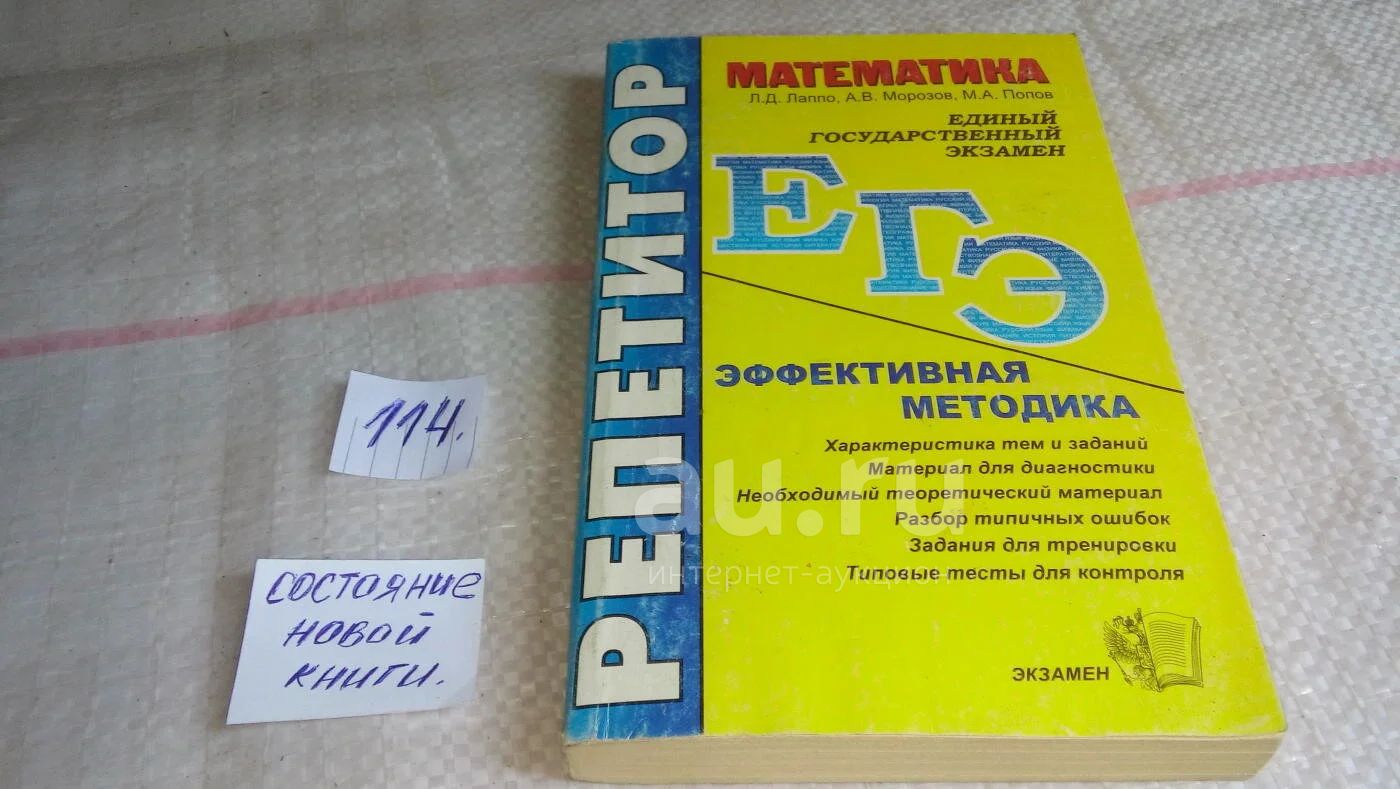 РЕПЕТИТОР
МАТЕМАТИКА
Л.Д. Лаппо, А.В. Морозов, М.А. Попов
ЕДИНЫЙ
ГОСУДАРСТВЕННЫЙ
ЭКЗАМЕН
ЕГЭ
ЭФФЕКТИВНАЯ
МЕТОДИКА
Характеристика тем и заданий
Материал для диагностики
Необходимый теоретический материал
Разбор типичных ошибок
Задания для тренировки
Типовые тесты для контроля
ЭКЗАМЕН
114.
состояние
новой
книги.
au.ru
интернет-аукцион